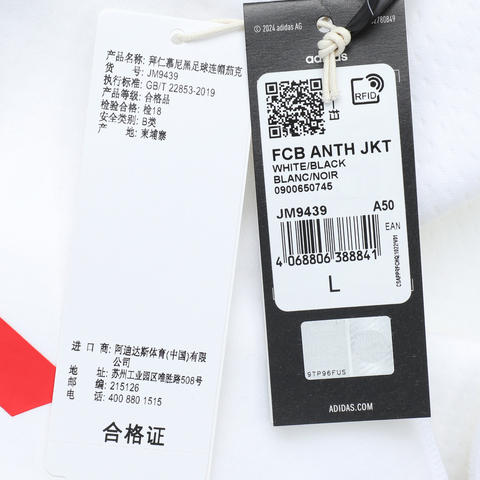 产品名称: 拜仁慕尼黑足球连帽茄克
货 号: JM9439
执行标准: GB/T 22853-2019
产品等级: 合格品
检验合格: 检18
安全类别: B类
产 地: 柬埔寨
进 口 商: 阿迪达斯体育(中国)有限
公司
地 址: 苏州工业园区唯胜路508号
邮 编: 215126
电 话: 400 880 1515
合格证
© 2024 adidas AG
adidas
RFID
FCB ANTH JKT
WHITE/BLACK
BLANC/NOIR
0900650745
JM9439 A50
EAN
4 068806 388841
L
9TP96FUS
ADIDAS.COM